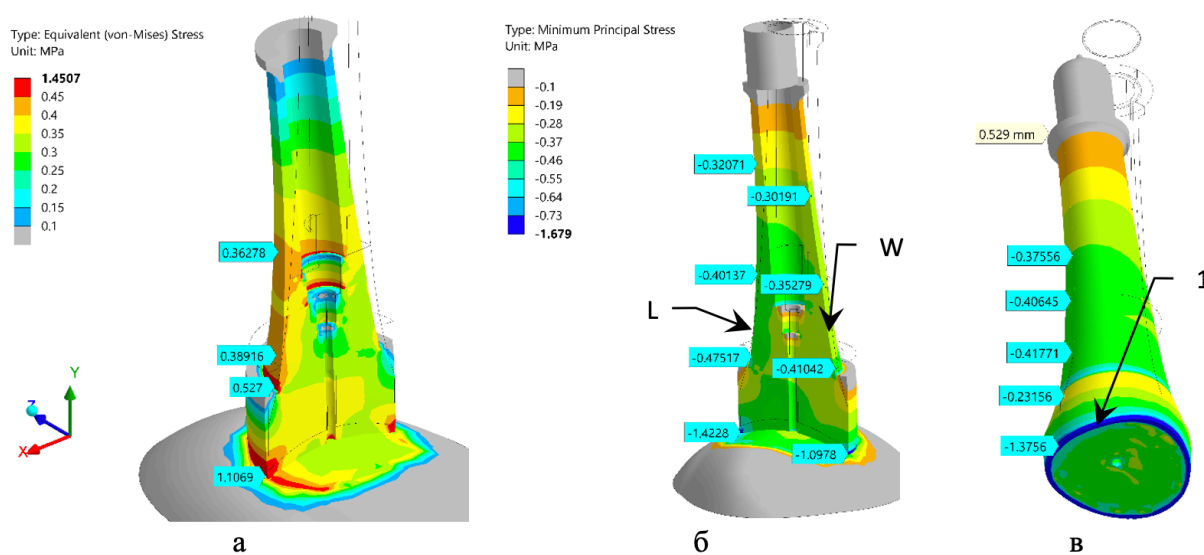 Type: Equivalent (von-Mises) Stress
Unit: MPa
1.4507
0.45
0.4
0.35
0.3
0.25
0.2
0.15
0.1
0.36278
0.38916
0.527
1.1069
Y
Z
X
а
Type: Minimum Principal Stress
Unit: MPa
-0.1
-0.19
-0.28
-0.37
-0.46
-0.55
-0.64
-0.73
-1.679
-0.32071
-0.30191
-0.40137
-0.35279
W
L
-0.47517
-0.41042
-1.4228
-1.0978
б
0.529 mm
-0.37556
1
-0.40645
-0.41771
-0.23156
-1.3756
в